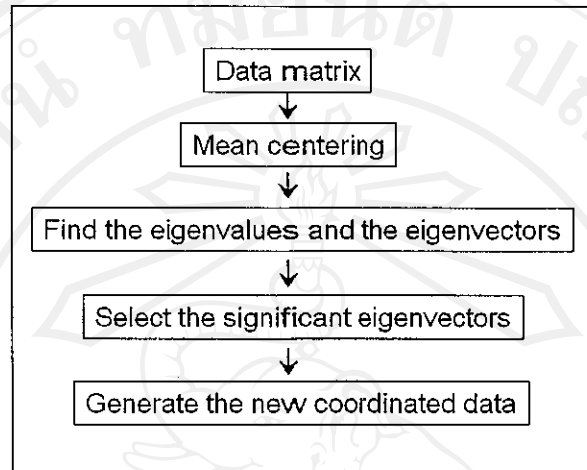 Data matrix
Mean centering
Find the eigenvalues and the eigenvectors
Select the significant eigenvectors
Generate the new coordinated data